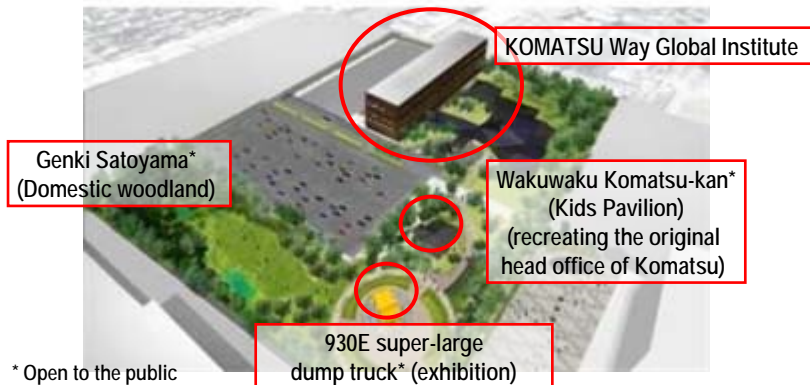 KOMATSU Way Global Institute
Genki Satoyama*
(Domestic woodland)
Wakuwaku Komatsu-kan*
(Kids Pavilion)
(recreating the original
head office of Komatsu)
930E super-large
dump truck* (exhibition)
* Open to the public